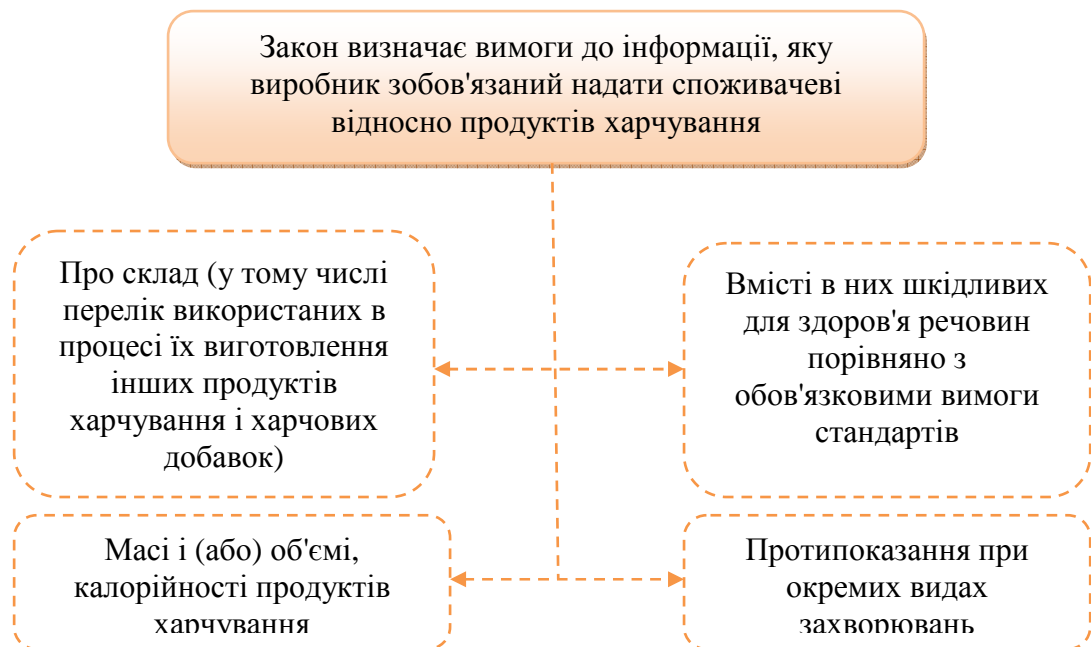 Закон визначає вимоги до інформації, яку
виробник зобов'язаний надати споживачеві
відносно продуктів харчування
Про склад (у тому числі
перелік використаних в
процесі їх виготовлення
інших продуктів
харчування і харчових
добавок)
Вмісті в них шкідливих
для здоров'я речовин
порівняно з
обов'язковими вимоги
стандартів
Масі і (або) об'ємі,
калорійності продуктів
харчування
Протипоказання при
окремих видах
захворювань